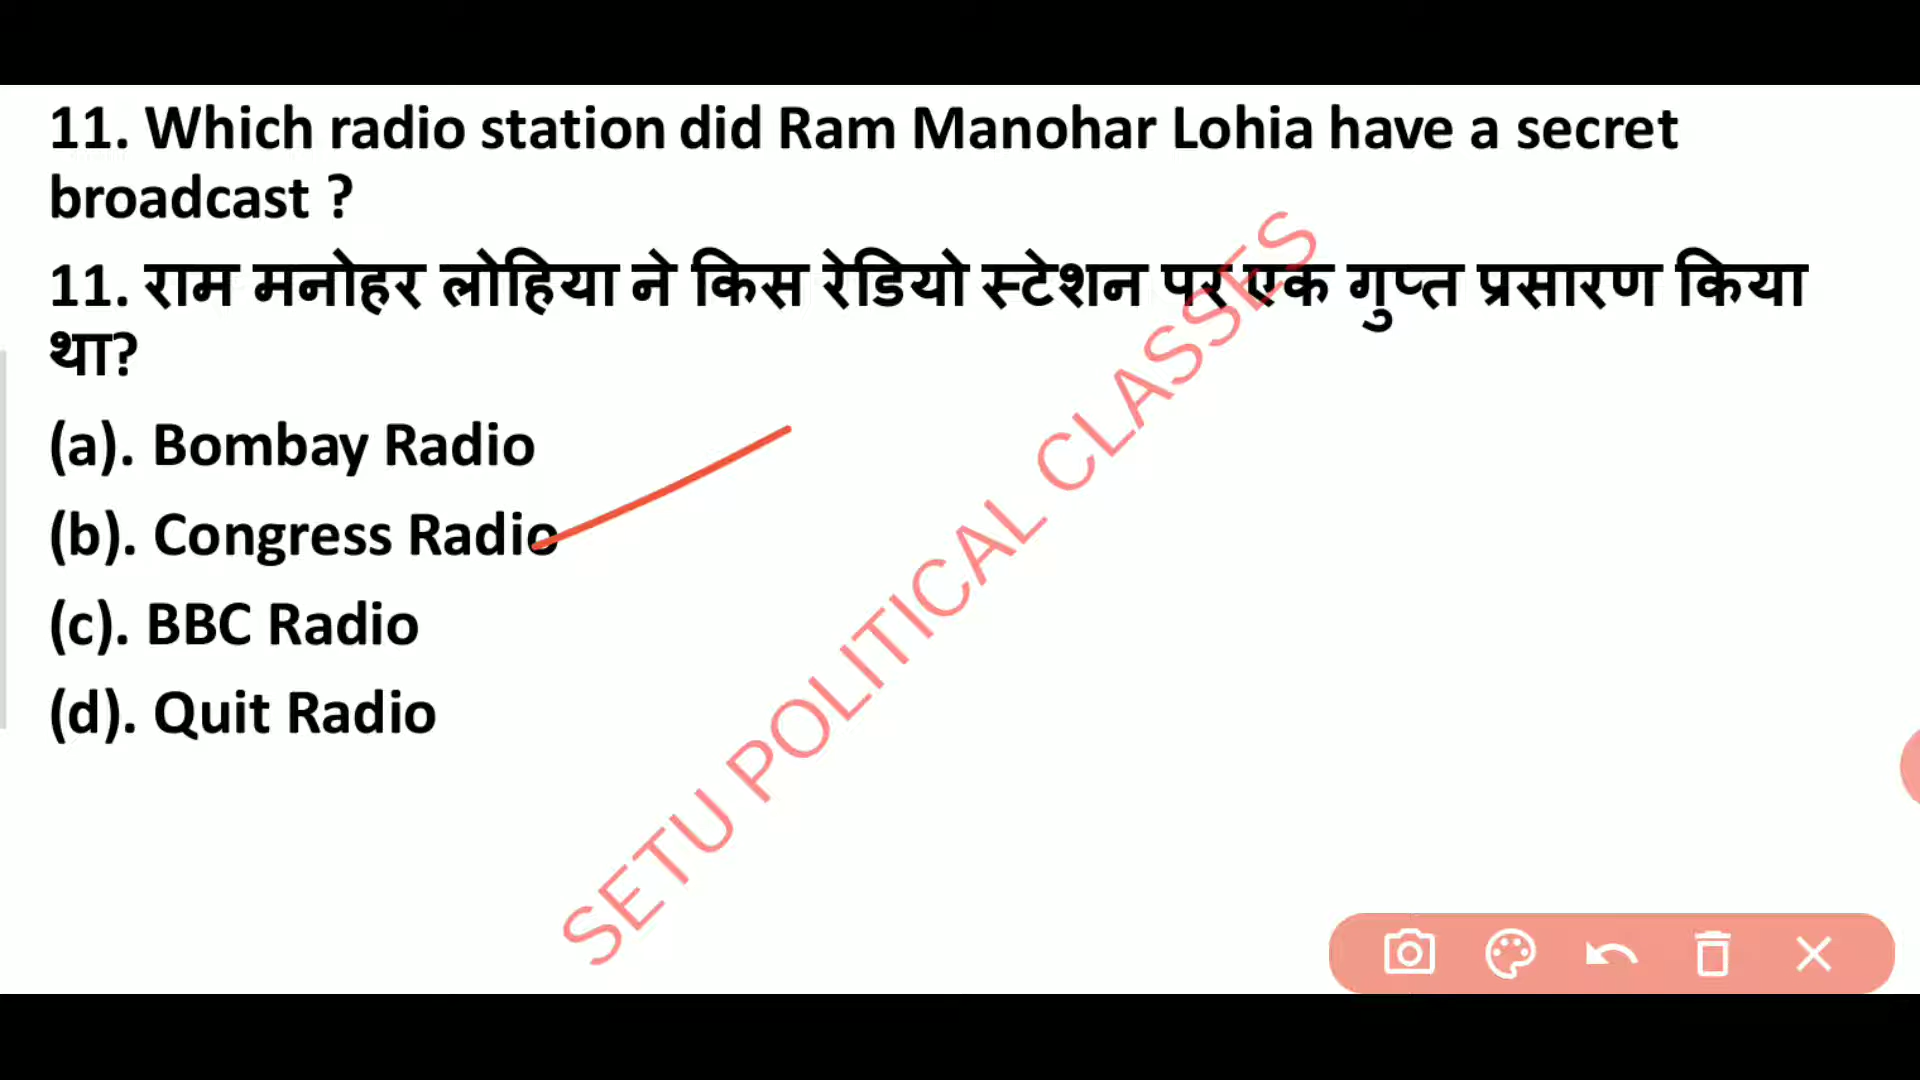 11. Which radio station did Ram Manohar Lohia have a secret
broadcast ?
11. राम मनोहर लोहिया ने किस रेडियो स्टेशन पर एक गुप्त प्रसारण किया
था?
(a). Bombay Radio
(b). Congress Radio
(c). BBC Radio
(d). Quit Radio
SETU POLITICAL CLASSES